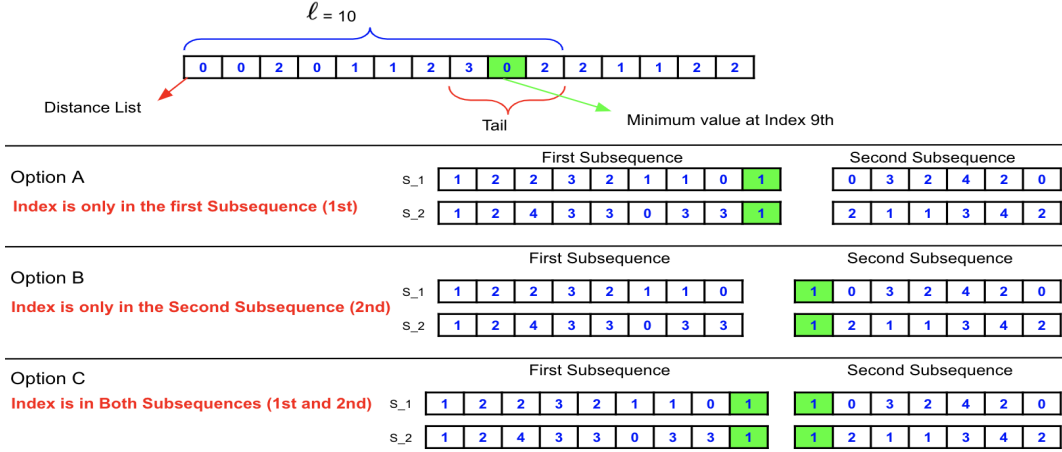 ℓ = 10
0 0 2 0 1 1 2 3 0 2 2 1 1 2 2
Distance List
Tail
Minimum value at Index 9th
First Subsequence Second Subsequence
Option A
S_1 1 2 2 3 2 1 1 0 1 0 3 2 4 2 0
Index is only in the first Subsequence (1st)
S_2 1 2 4 3 3 0 3 3 1 2 1 1 3 4 2
First Subsequence Second Subsequence
Option B
S_1 1 2 2 3 2 1 1 0 1 0 3 2 4 2 0
Index is only in the Second Subsequence (2nd)
S_2 1 2 4 3 3 0 3 3 1 2 1 1 3 4 2
First Subsequence Second Subsequence
Option C
Index is in Both Subsequences (1st and 2nd) S_1 1 2 2 3 2 1 1 0 1 1 0 3 2 4 2 0
S_2 1 2 4 3 3 0 3 3 1 1 2 1 1 3 4 2